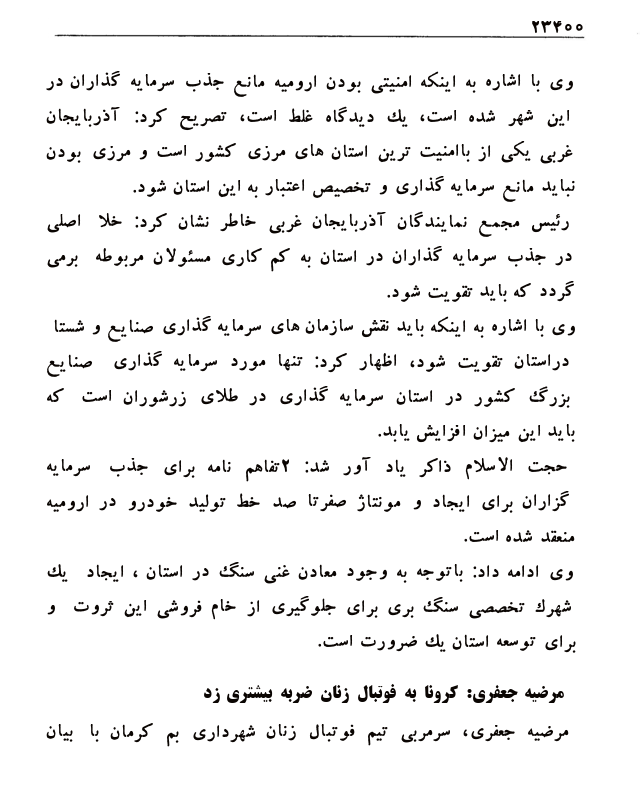 ۲۳۴۰۰
وی با اشاره به اینکه امنیتی بودن ارومیه مانع جذب سرمایه گذاران در
این شهر شده است، یك دیدگاه غلط است، تصریح کرد: آذربایجان
غربی یکی از باامنیت ترین استان های مرزی کشور است و مرزی بودن
نباید مانع سرمایه گذاری و تخصیص اعتبار به این استان شود.
رئیس مجمع نمایندگان آذربایجان غربی خاطر نشان کرد: خلا اصلی
در جذب سرمایه گذاران در استان به کم کاری مسئولان مربوطه برمی
گردد که باید تقویت شود.
وی با اشاره به اینکه باید نقش سازمان های سرمایه گذاری صنایع و شستا
دراستان تقویت شود، اظهار کرد: تنها مورد سرمایه گذاری صنایع
بزرگ کشور در استان سرمایه گذاری در طلای زرشوران است که
باید این میزان افزایش یابد.
حجت الاسلام ذاکر یاد آور شد: ۲تفاهم نامه برای جذب سرمایه
گزاران برای ایجاد و مونتاژ صفرتا صد خط تولید خودرو در ارومیه
منعقد شده است.
وی ادامه داد: باتوجه به وجود معادن غنی سنگ در استان ، ایجاد یك
شهرك تخصصی سنگ بری برای جلوگیری از خام فروشی این ثروت و
برای توسعه استان یك ضرورت است.
مرضیه جعفری: کرونا به فوتبال زنان ضربه بیشتری زد
مرضیه جعفری، سرمربی تیم فوتبال زنان شهرداری بم کرمان با بیان